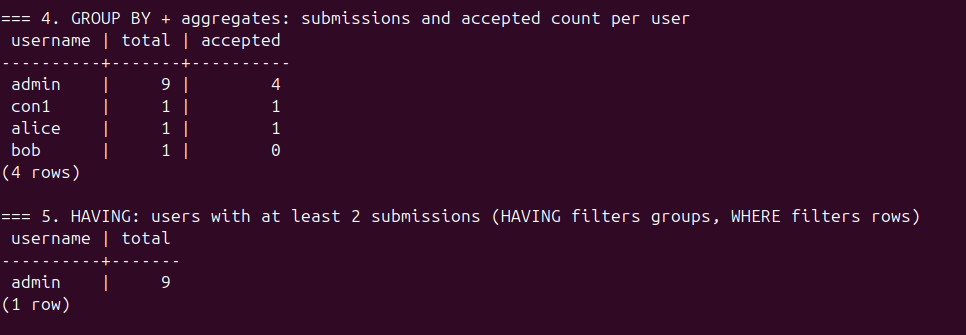 === 4. GROUP BY + aggregates: submissions and accepted count per user
 username | total | accepted
----------+-------+----------
 admin    |     9 |        4
 con1     |     1 |        1
 alice    |     1 |        1
 bob      |     1 |        0
(4 rows)

=== 5. HAVING: users with at least 2 submissions (HAVING filters groups, WHERE filters rows)
 username | total
----------+-------
 admin    |     9
(1 row)